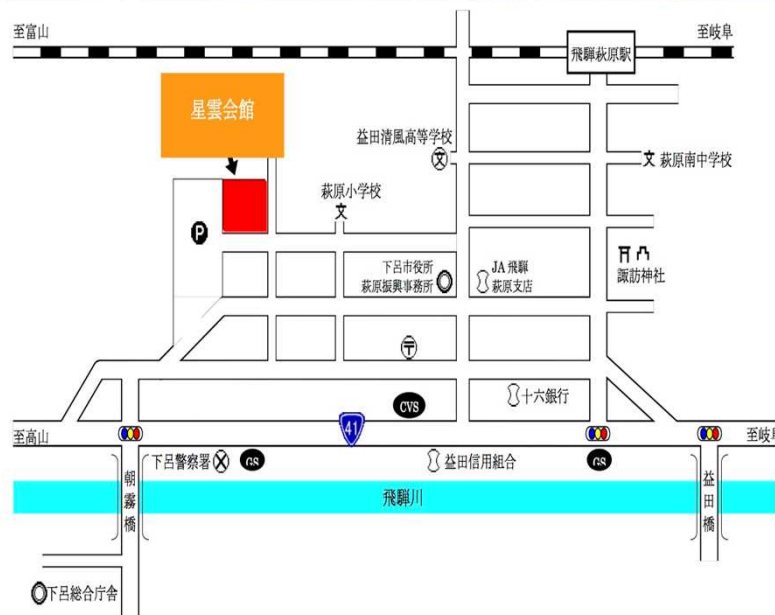 至富山
至岐阜
飛騨萩原駅
星雲会館
益田清風高等学校
文
文 萩原南中学校
萩原小学校
文
P
下呂市役所
萩原振興事務所
JA 飛騨
萩原支店
諏訪神社
〒
十六銀行
CVS
41
至高山
至岐阜
下呂警察署
GS
益田信用組合
GS
朝霧橋
飛騨川
益田橋
下呂総合庁舎